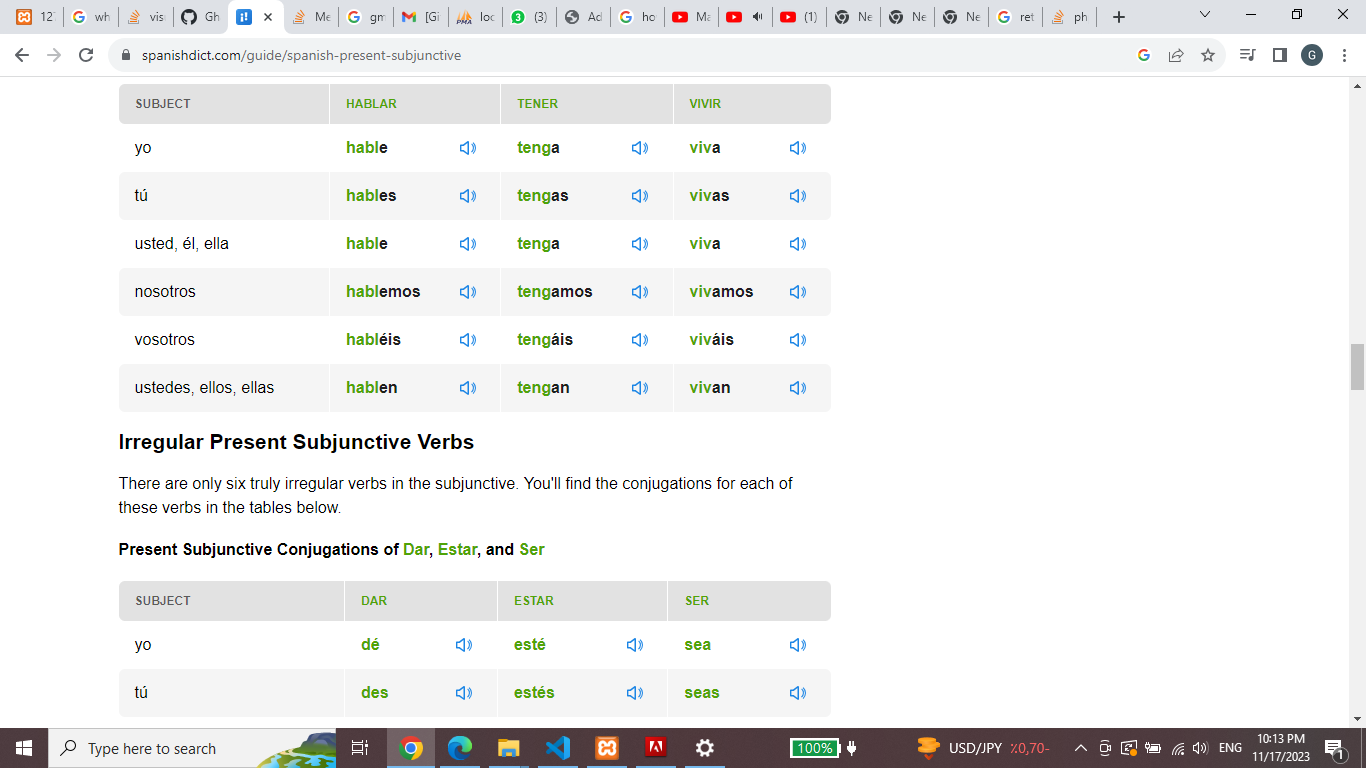 12
wh
vis
Gh
Me
gm
[Gi
loc
(3)
Ad
ho
Ma
(1)
Ne
Ne
Ne
ret
ph
spanishdict.com/guide/spanish-present-subjunctive
G
SUBJECT HABLAR TENER VIVIR
yo hable tenga viva
tú hables tengas vivas
usted, él, ella hable tenga viva
nosotros hablemos tengamos vivamos
vosotros habléis tengáis viváis
ustedes, ellos, ellas hablen tengan vivan
Irregular Present Subjunctive Verbs
There are only six truly irregular verbs in the subjunctive. You'll find the conjugations for each of
these verbs in the tables below.
Present Subjunctive Conjugations of Dar, Estar, and Ser
SUBJECT DAR ESTAR SER
yo dé esté sea
tú des estés seas
Type here to search
100%
USD/JPY ٪0,70-
ENG
10:13 PM
11/17/2023
1